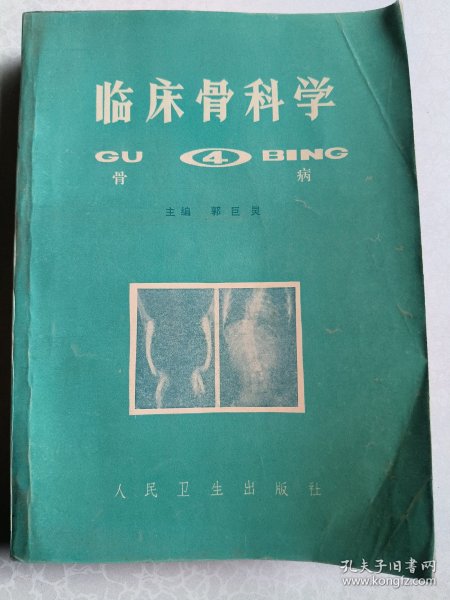 临床骨科学
GU 4 BING
骨 病
主编 郭巨灵
人民卫生出版社
孔夫子旧书网
www.kongfz.com